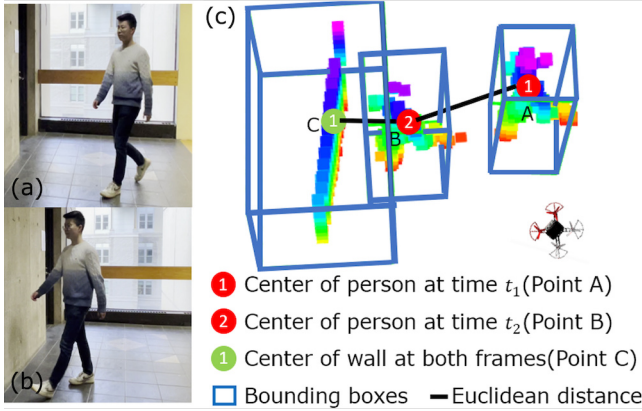 (a)
(b)
(c)
1
A
2
B
C
1
1 Center of person at time t₁(Point A)
2 Center of person at time t₂(Point B)
1 Center of wall at both frames(Point C)
Bounding boxes
Euclidean distance